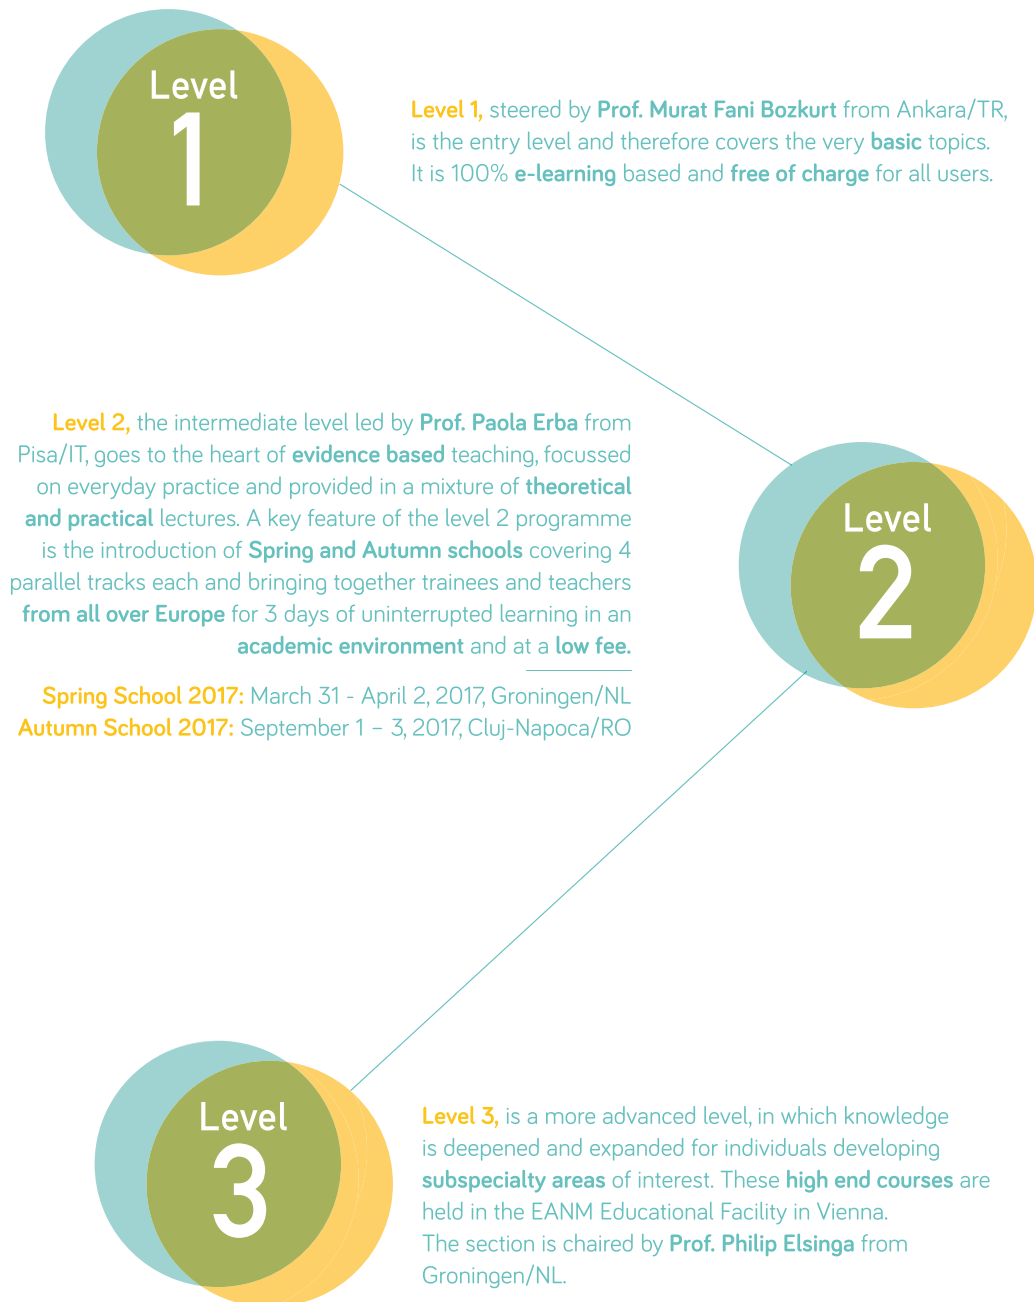 Level
1
Level 1, steered by Prof. Murat Fani Bozkurt from Ankara/TR,
is the entry level and therefore covers the very basic topics.
It is 100% e-learning based and free of charge for all users.
Level 2, the intermediate level led by Prof. Paola Erba from
Pisa/IT, goes to the heart of evidence based teaching, focussed
on everyday practice and provided in a mixture of theoretical
and practical lectures. A key feature of the level 2 programme
is the introduction of Spring and Autumn schools covering 4
parallel tracks each and bringing together trainees and teachers
from all over Europe for 3 days of uninterrupted learning in an
academic environment and at a low fee.
Spring School 2017: March 31 - April 2, 2017, Groningen/NL
Autumn School 2017: September 1 – 3, 2017, Cluj-Napoca/RO
Level
2
Level
3
Level 3, is a more advanced level, in which knowledge
is deepened and expanded for individuals developing
subspecialty areas of interest. These high end courses are
held in the EANM Educational Facility in Vienna.
The section is chaired by Prof. Philip Elsinga from
Groningen/NL.